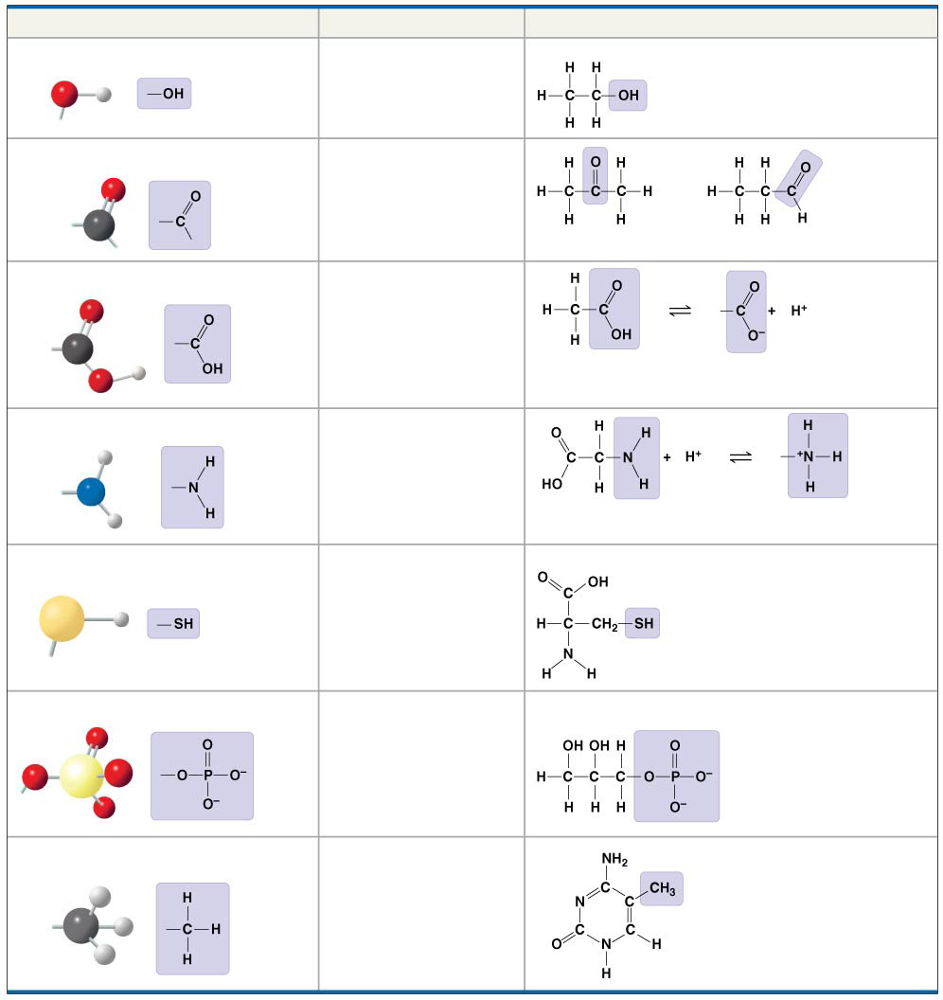 —OH
H H
H—C—C—OH
H H
O
—C
H O H
H—C—C—C—H
H H
H H O
H—C—C—C
H H H
O
—C
OH
H O
H—C—C
H OH
⇌
O
—C
O⁻
+ H⁺
H
—N
H
O H H
C—C—N
HO H H
+ H⁺
⇌
H
—⁺N—H
H
—SH
O OH
C
H—C—CH₂—SH
N
H H
O
—O—P—O⁻
O⁻
OH OH H O
H—C—C—C—O—P—O⁻
H H H O⁻
H
—C—H
H
NH₂
C CH₃
N C
C C
O N H
H